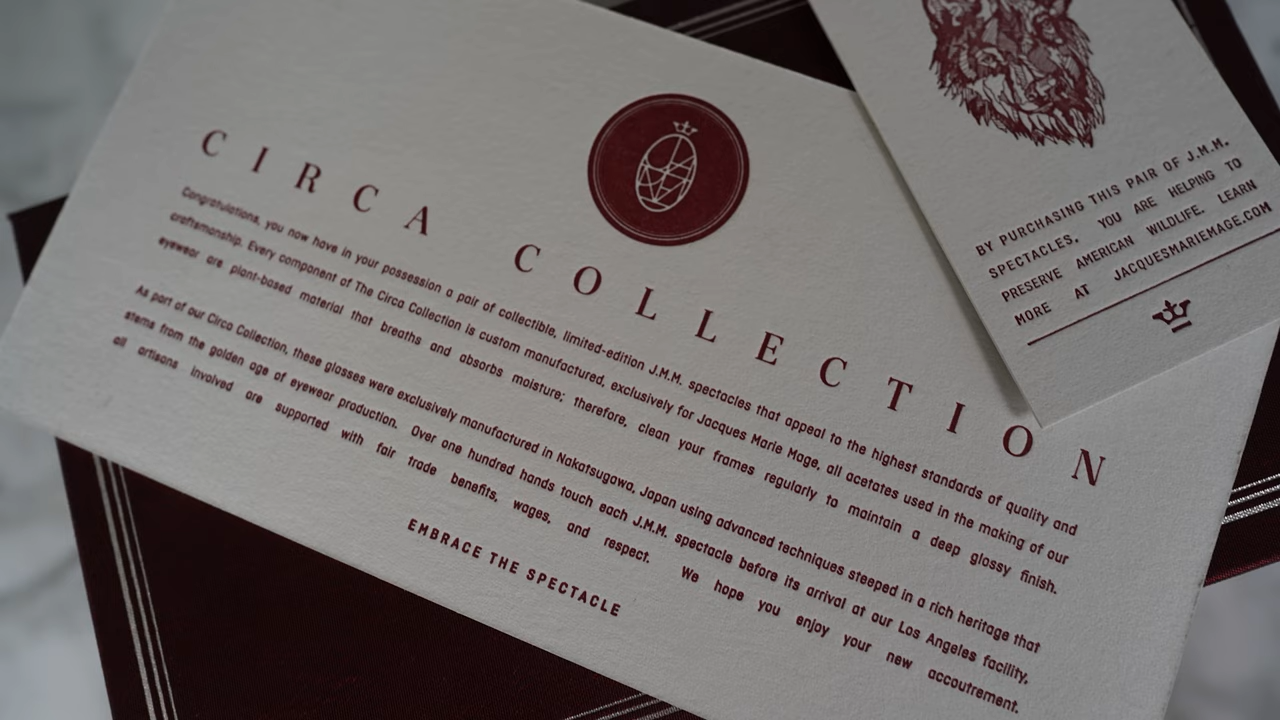 CIRCA COLLECTION
Congratulations, you now have in your possession a pair of collectible, limited-edition J.M.M. spectacles that appeal to the highest standards of quality and
craftsmanship. Every component of The Circa Collection is custom manufactured, exclusively for Jacques Marie Mage, all acetates used in the making of our
eyewear are plant-based material that breaths and absorbs moisture; therefore, clean your frames regularly to maintain a deep glossy finish.
As part of our Circa Collection, these glasses were exclusively manufactured in Nakatsugawa, Japan using advanced techniques steeped in a rich heritage that
stems from the golden age of eyewear production. Over one hundred hands touch each J.M.M. spectacle before its arrival at our Los Angeles facility,
all artisans involved are supported with fair trade benefits, wages, and respect. We hope you enjoy your new accoutrement.
EMBRACE THE SPECTACLE
BY PURCHASING THIS PAIR OF J.M.M.
SPECTACLES, YOU ARE HELPING TO
PRESERVE AMERICAN WILDLIFE. LEARN
MORE AT JACQUESMARIEMAGE.COM